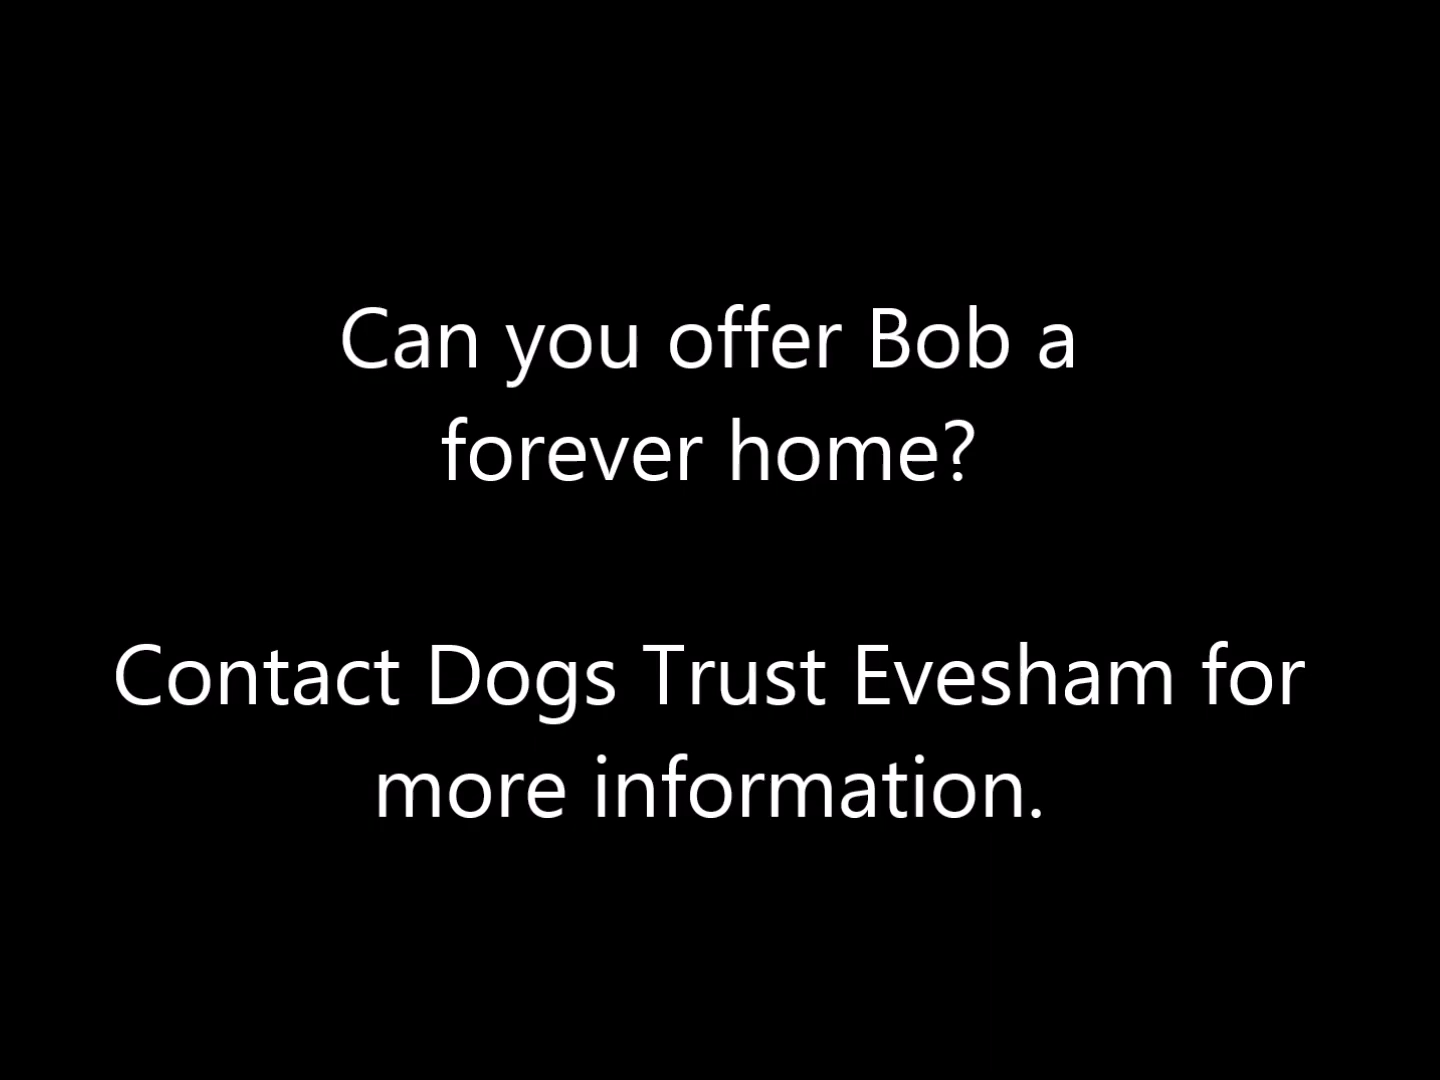 Can you offer Bob a
forever home?
Contact Dogs Trust Evesham for
more information.